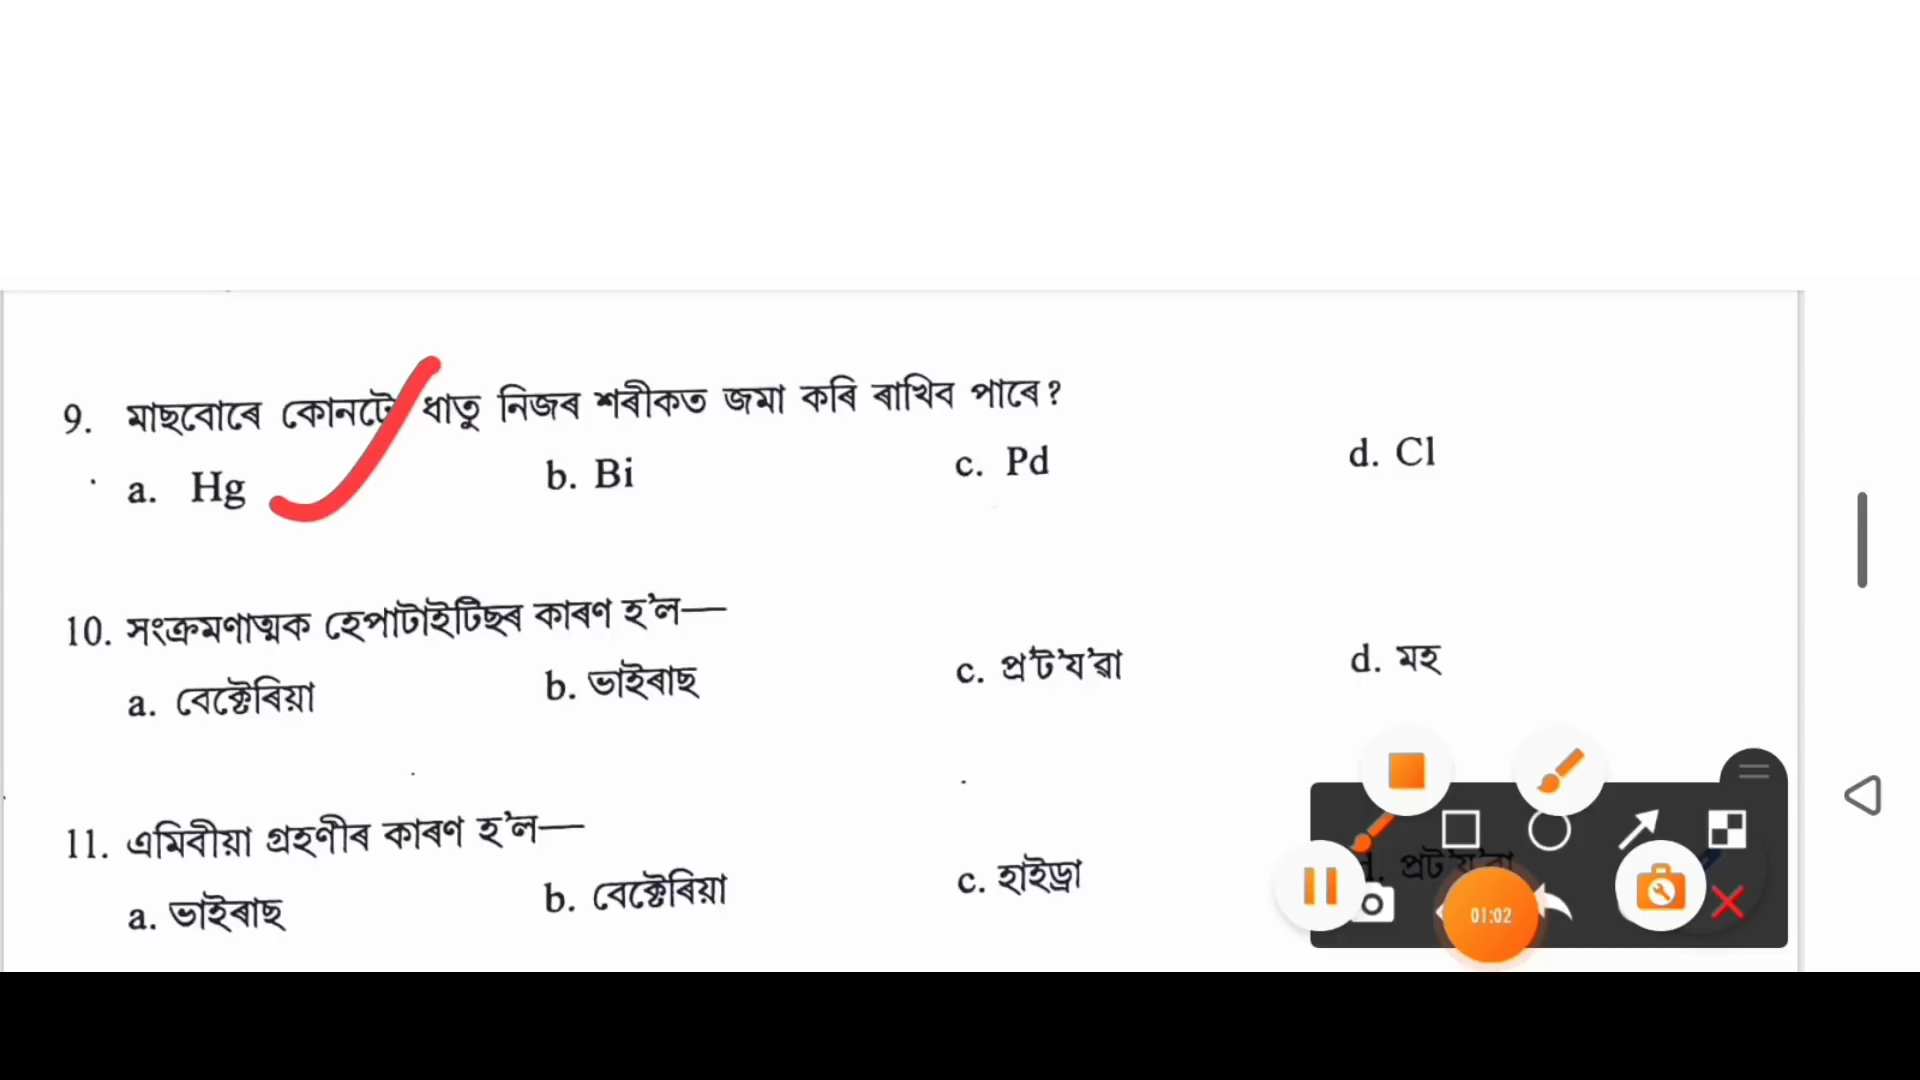 9. মাছবোৰে কোনটো ধাতু নিজৰ শৰীকত জমা কৰি ৰাখিব পাৰে?
a. Hg b. Bi c. Pd d. Cl
10. সংক্ৰমণাত্মক হেপাটাইটিছৰ কাৰণ হ'ল—
a. বেক্টেৰিয়া b. ভাইৰাছ c. প্ৰ'ট'য'ৱা d. মহ
11. এমিবীয়া গ্ৰহণীৰ কাৰণ হ'ল—
a. ভাইৰাছ b. বেক্টেৰিয়া c. হাইড্ৰা
01:02